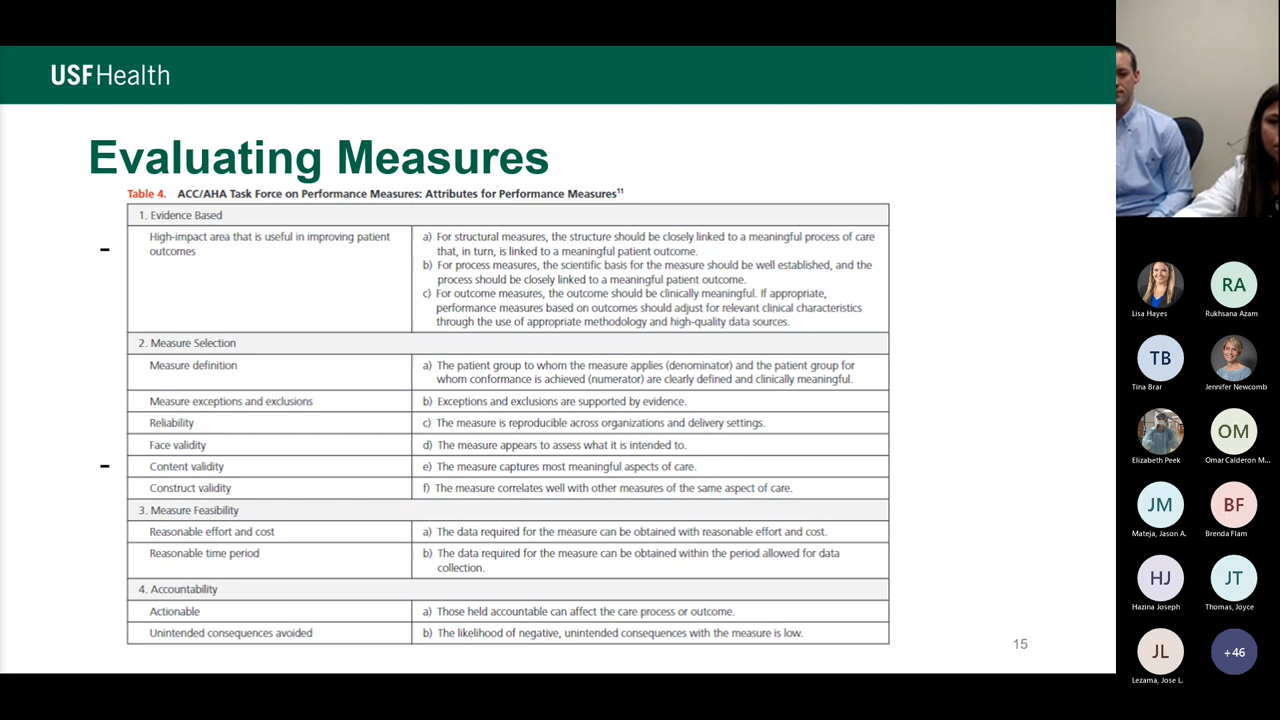 USF Health
Evaluating Measures
Table 4. ACC/AHA Task Force on Performance Measures: Attributes for Performance Measures11
1. Evidence Based
High-impact area that is useful in improving patient
outcomes
a) For structural measures, the structure should be closely linked to a meaningful process of care
that, in turn, is linked to a meaningful patient outcome.
b) For process measures, the scientific basis for the measure should be well established, and the
process should be closely linked to a meaningful patient outcome.
c) For outcome measures, the outcome should be clinically meaningful. If appropriate,
performance measures based on outcomes should adjust for relevant clinical characteristics
through the use of appropriate methodology and high-quality data sources.
2. Measure Selection
Measure definition
a) The patient group to whom the measure applies (denominator) and the patient group for
whom conformance is achieved (numerator) are clearly defined and clinically meaningful.
Measure exceptions and exclusions
b) Exceptions and exclusions are supported by evidence.
Reliability
c) The measure is reproducible across organizations and delivery settings.
Face validity
d) The measure appears to assess what it is intended to.
Content validity
e) The measure captures most meaningful aspects of care.
Construct validity
f) The measure correlates well with other measures of the same aspect of care.
3. Measure Feasibility
Reasonable effort and cost
a) The data required for the measure can be obtained with reasonable effort and cost.
Reasonable time period
b) The data required for the measure can be obtained within the period allowed for data
collection.
4. Accountability
Actionable
a) Those held accountable can affect the care process or outcome.
Unintended consequences avoided
b) The likelihood of negative, unintended consequences with the measure is low.
15
RA
Lisa Hayes
Rukhsana Azam
TB
Tina Brar
Jennifer Newcomb
OM
Elizabeth Peek
Omar Calderon M...
JM
BF
Mateja, Jason A.
Brenda Flam
HJ
JT
Hazina Joseph
Thomas, Joyce
JL
+46
Lezama, Jose L.